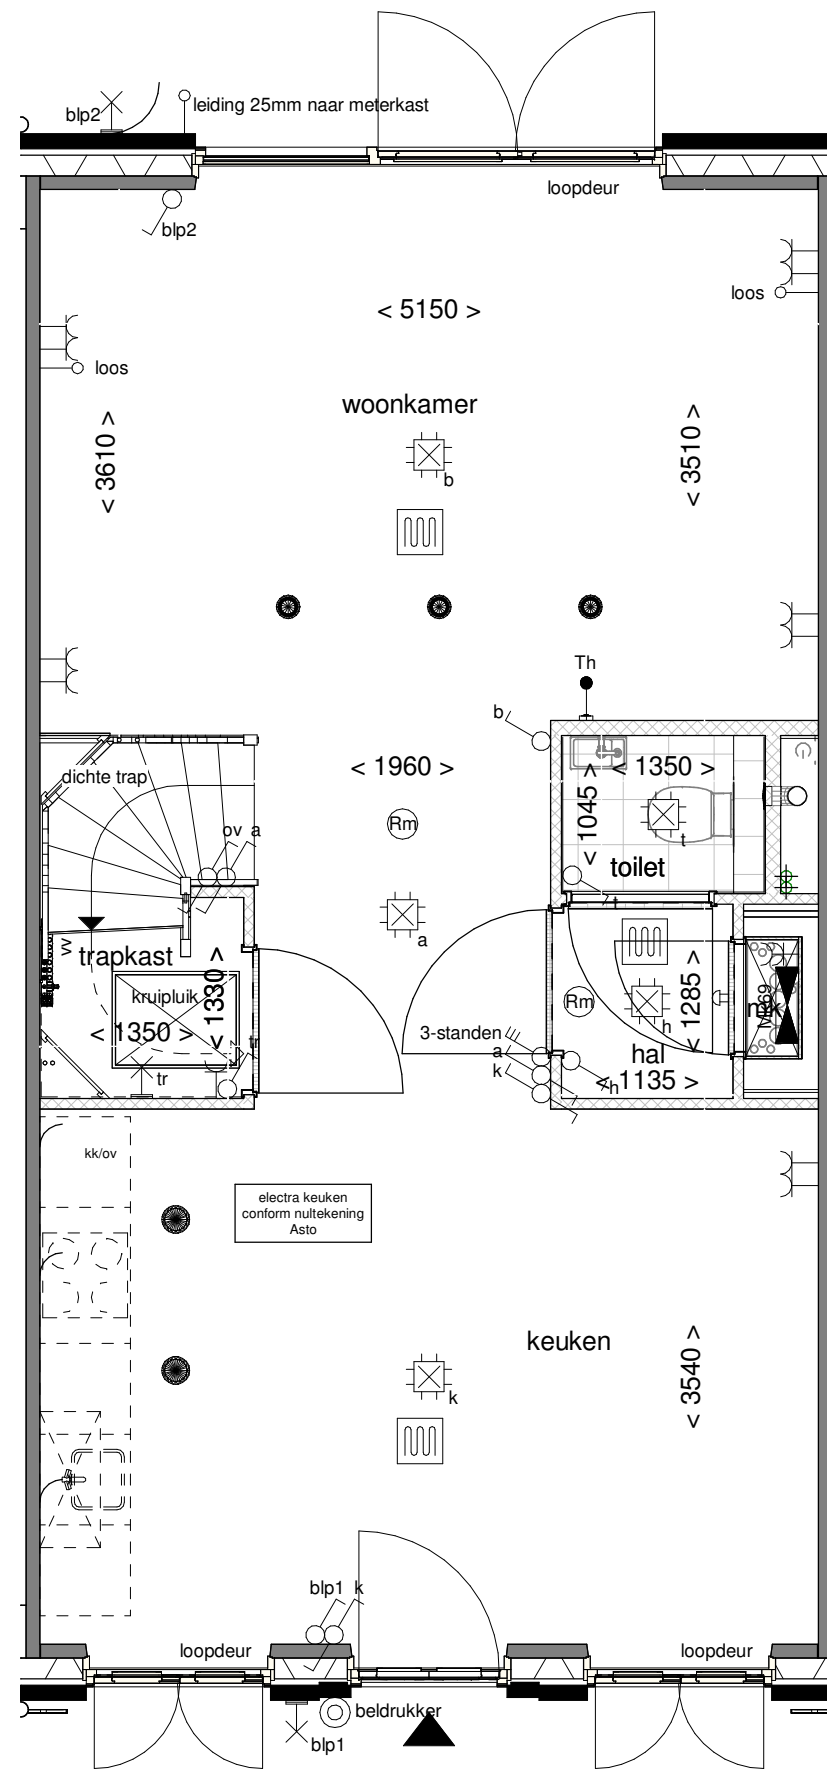 blp2
leiding 25mm naar meterkast
loopdeur
blp2
loos
< 5150 >
loos
woonkamer
< 3610 >
< 3510 >
b
Th
b
dichte trap
< 1960 >
< 1350 >
< 1045 >
ov a
Rm
t
toilet
t
a
vv
trapkast
kruipluik
< 1330 >
< 1350 >
tr
tr
Rm
h
< 1285 >
mk
3-standen
a
k
hal
h
< 1135 >
kk/ov
electra keuken
conform nultekening
Asto
keuken
k
< 3540 >
blp1 k
loopdeur
loopdeur
beldrukker
blp1